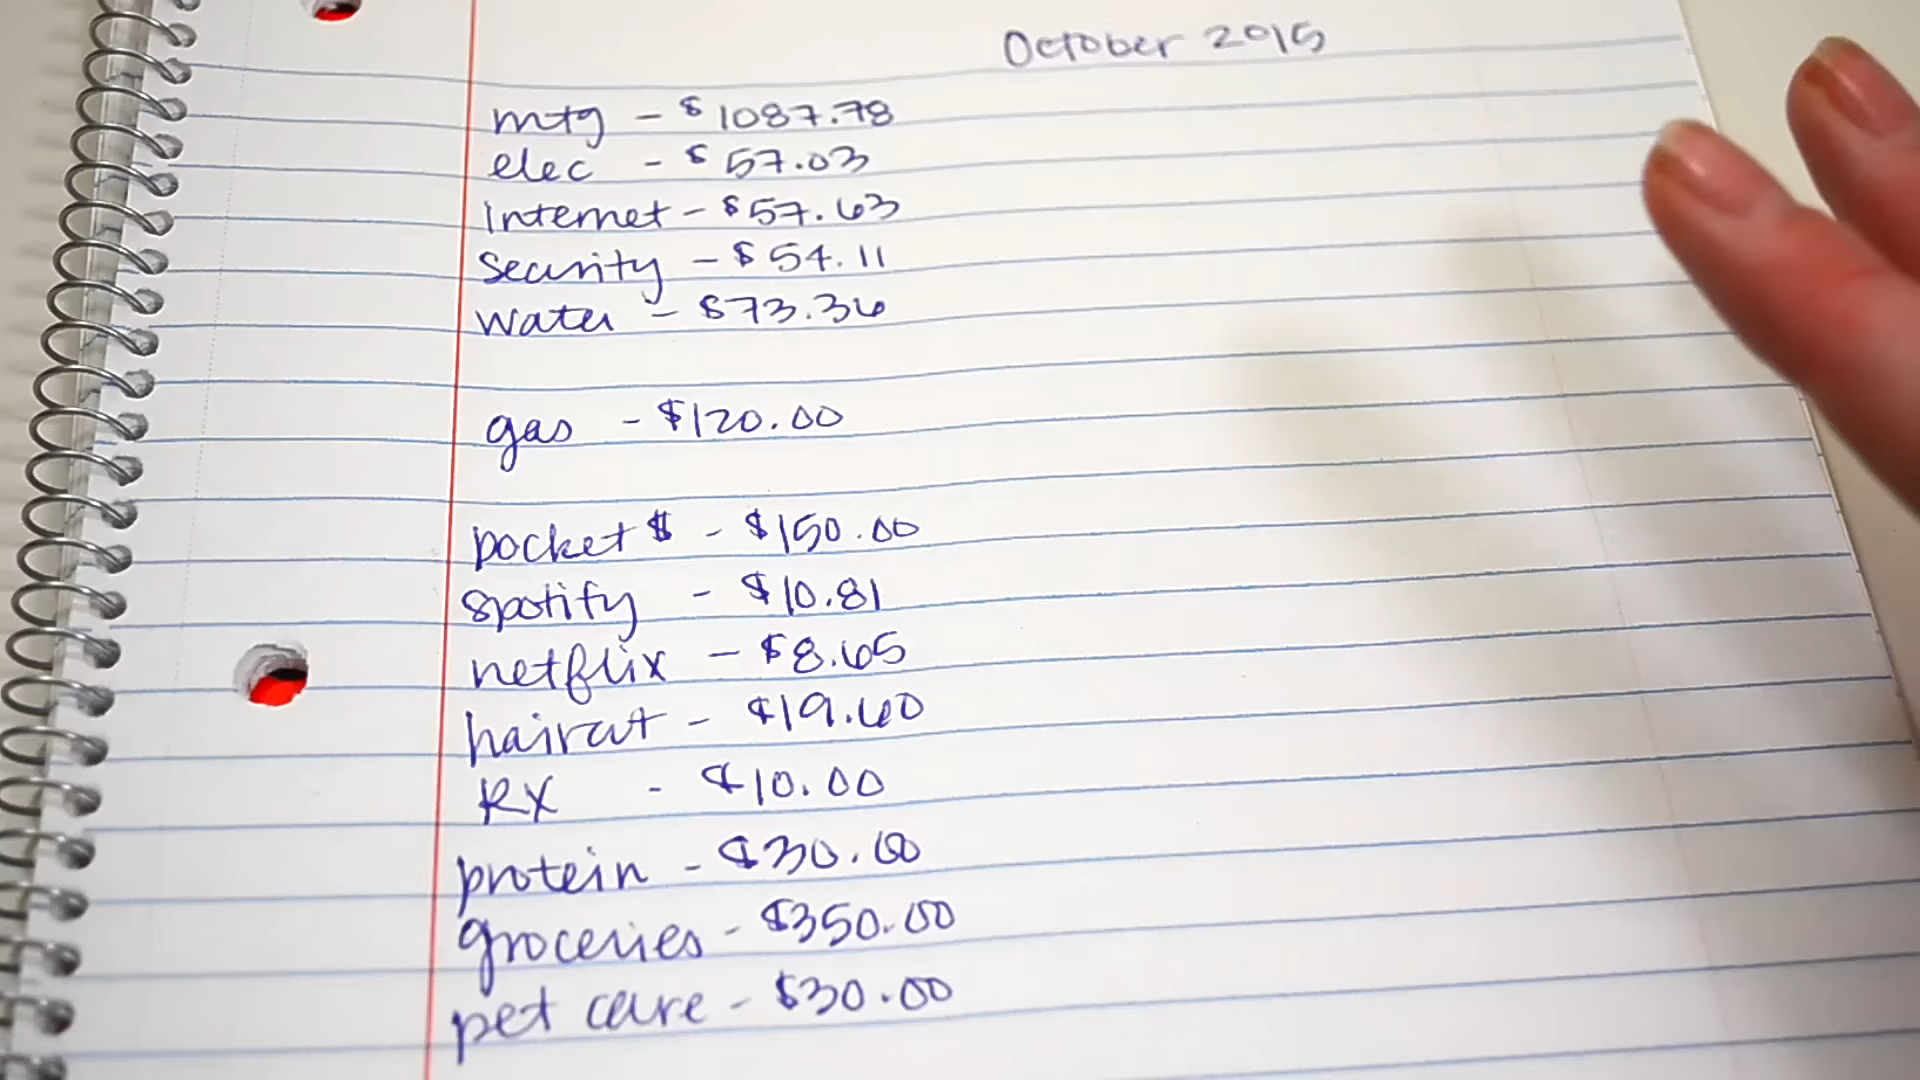 October 2015
mtg - $1087.78
elec - $57.03
Internet - $57.63
Security - $54.11
Water - $73.36
gas - $120.00
pocket $ - $150.00
spotify - $10.81
netflix - $8.65
haircut - $19.60
RX - $10.00
protein - $30.00
groceries - $350.00
pet care - $30.00